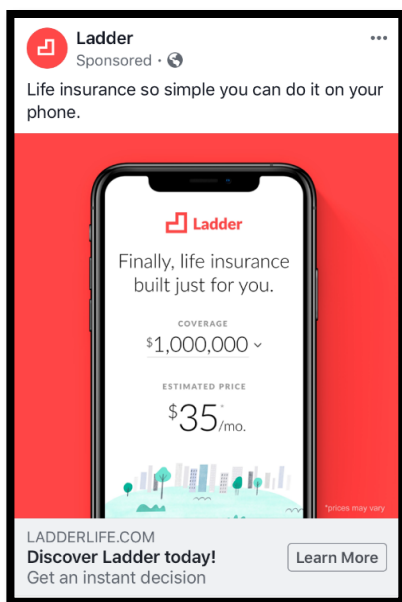 Ladder
Sponsored ·
Life insurance so simple you can do it on your
phone.
Ladder
Finally, life insurance
built just for you.
COVERAGE
$1,000,000
ESTIMATED PRICE
$35*/mo.
*prices may vary
LADDERLIFE.COM
Discover Ladder today!
Get an instant decision
Learn More